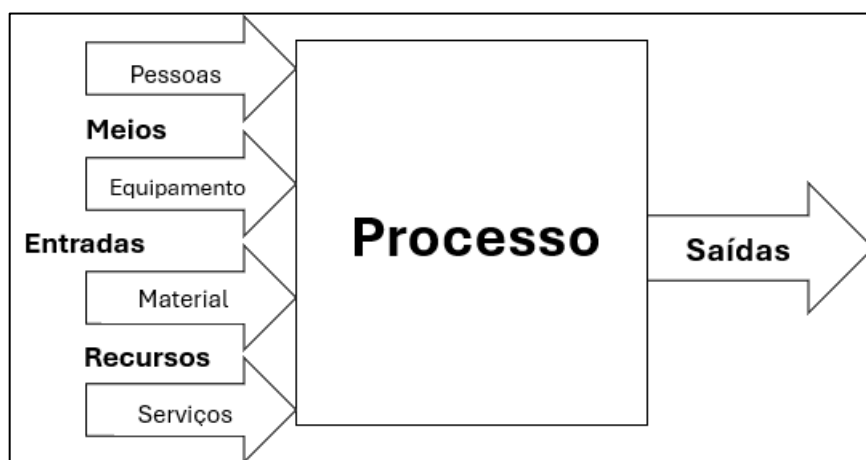 Pessoas
Meios
Equipamento
Entradas
Material
Recursos
Serviços
Processo
Saídas